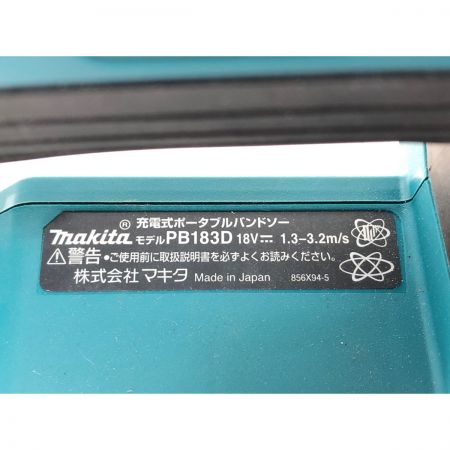 ® 充電式ポータブルバンドソー
makita モデル PB183D 18V⎓ 1.3-3.2m/s
⚠警告 ●ご使用前に取扱説明書を必ずよくお読みください。
株式会社 マキタ Made in Japan 856X94-5